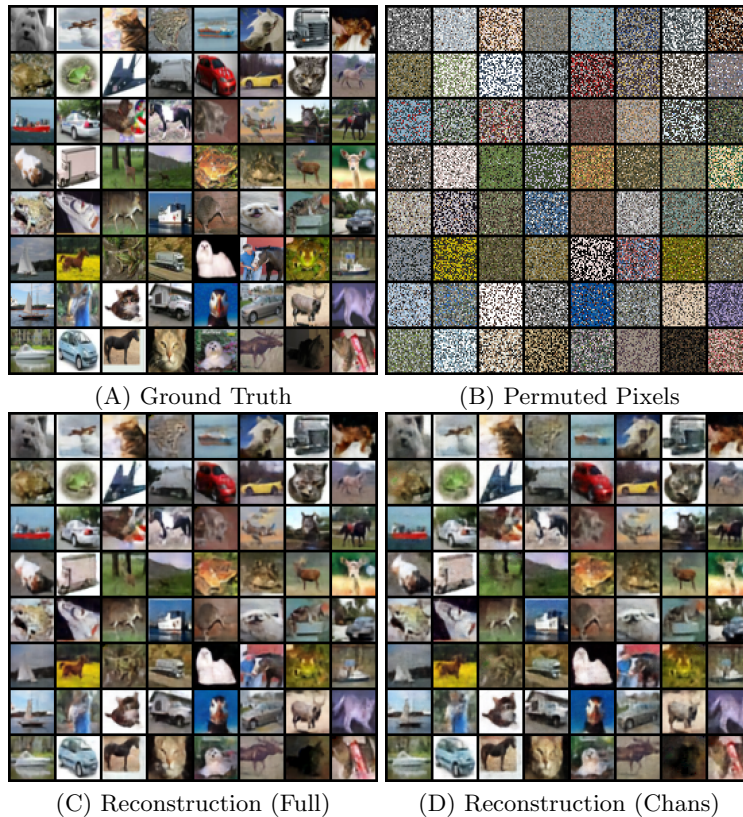 (A) Ground Truth
(B) Permuted Pixels
(C) Reconstruction (Full)
(D) Reconstruction (Chans)